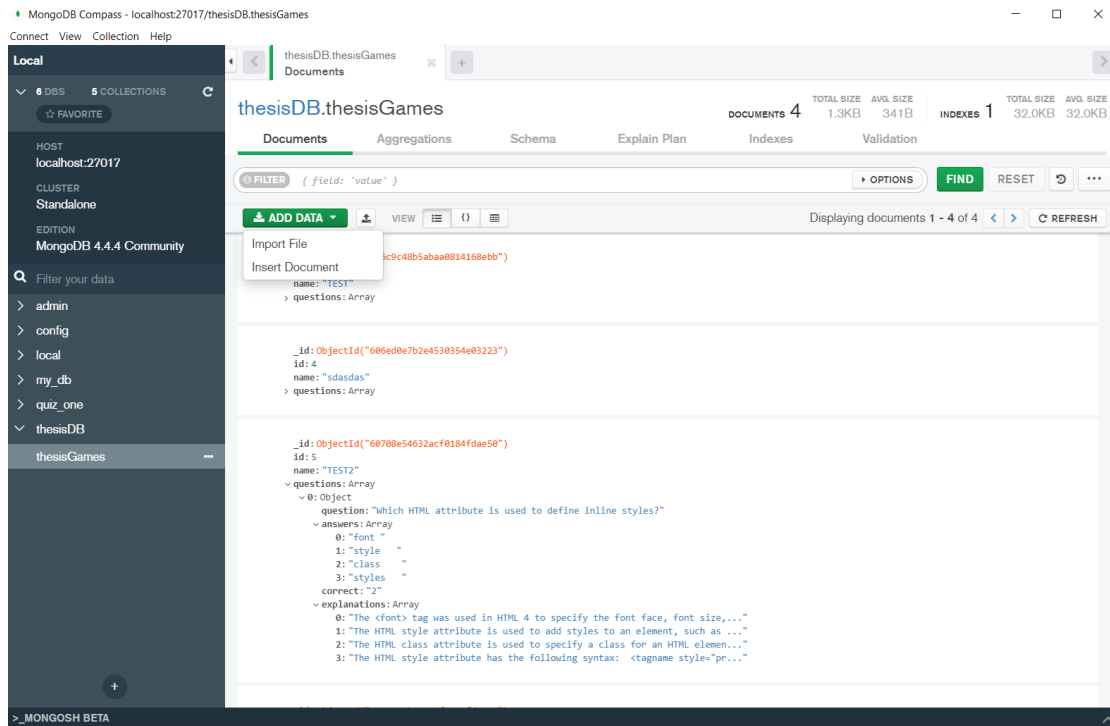 MongoDB Compass - localhost:27017/thesisDB.thesisGames
Connect View Collection Help
Local
thesisDB.thesisGames
Documents
6 DBS 5 COLLECTIONS
FAVORITE
HOST
localhost:27017
CLUSTER
Standalone
EDITION
MongoDB 4.4.4 Community
Filter your data
admin
config
local
my_db
quiz_one
thesisDB
thesisGames
>_MONGOSH BETA
thesisDB.thesisGames
DOCUMENTS 4 TOTAL SIZE 1.3KB AVG. SIZE 341B INDEXES 1 TOTAL SIZE 32.0KB AVG. SIZE 32.0KB
Documents Aggregations Schema Explain Plan Indexes Validation
FILTER { field: 'value' } OPTIONS FIND RESET
ADD DATA VIEW {} Displaying documents 1 - 4 of 4 REFRESH
Import File
Insert Document
c9c48b5abaa0814168ebb")
name: "TEST"
questions: Array
_id: ObjectId("606ed0e7b2e4530354e03223")
id: 4
name: "sdasdas"
questions: Array
_id: ObjectId("60708e54632acf0184fdae50")
id: 5
name: "TEST2"
questions: Array
0: Object
question: "Which HTML attribute is used to define inline styles?"
answers: Array
0: "font "
1: "style   "
2: "class    "
3: "styles   "
correct: "2"
explanations: Array
0: "The <font> tag was used in HTML 4 to specify the font face, font size,..."
1: "The HTML style attribute is used to add styles to an element, such as ..."
2: "The HTML class attribute is used to specify a class for an HTML elemen..."
3: "The HTML style attribute has the following syntax:  <tagname style="pr..."